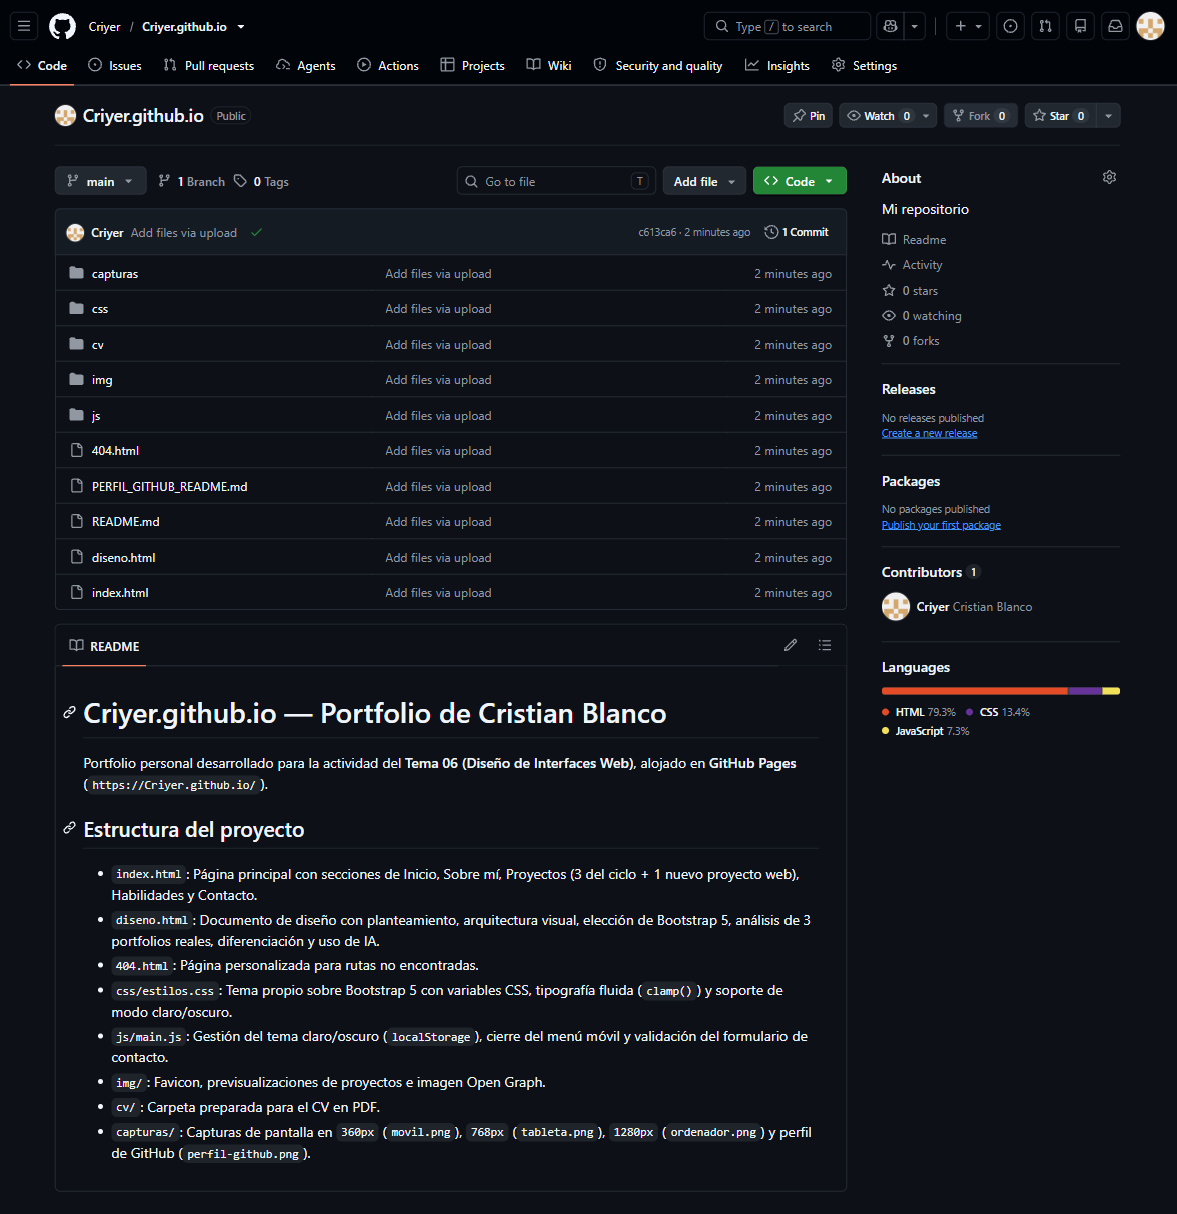 Criyer / Criyer.github.io
Type / to search
Code
Issues
Pull requests
Agents
Actions
Projects
Wiki
Security and quality
Insights
Settings
Criyer.github.io Public
Pin
Watch 0
Fork 0
Star 0
main
1 Branch
0 Tags
Go to file T
Add file
Code
Criyer Add files via upload
c613ca6 · 2 minutes ago
1 Commit
capturas Add files via upload 2 minutes ago
css Add files via upload 2 minutes ago
cv Add files via upload 2 minutes ago
img Add files via upload 2 minutes ago
js Add files via upload 2 minutes ago
404.html Add files via upload 2 minutes ago
PERFIL_GITHUB_README.md Add files via upload 2 minutes ago
README.md Add files via upload 2 minutes ago
diseno.html Add files via upload 2 minutes ago
index.html Add files via upload 2 minutes ago
README
Criyer.github.io — Portfolio de Cristian Blanco
Portfolio personal desarrollado para la actividad del Tema 06 (Diseño de Interfaces Web), alojado en GitHub Pages
( https://Criyer.github.io/ ).
Estructura del proyecto
• index.html : Página principal con secciones de Inicio, Sobre mí, Proyectos (3 del ciclo + 1 nuevo proyecto web),
Habilidades y Contacto.
• diseno.html : Documento de diseño con planteamiento, arquitectura visual, elección de Bootstrap 5, análisis de 3
portfolios reales, diferenciación y uso de IA.
• 404.html : Página personalizada para rutas no encontradas.
• css/estilos.css : Tema propio sobre Bootstrap 5 con variables CSS, tipografía fluida ( clamp() ) y soporte de
modo claro/oscuro.
• js/main.js : Gestión del tema claro/oscuro ( localStorage ), cierre del menú móvil y validación del formulario de
contacto.
• img/ : Favicon, previsualizaciones de proyectos e imagen Open Graph.
• cv/ : Carpeta preparada para el CV en PDF.
• capturas/ : Capturas de pantalla en 360px ( movil.png ), 768px ( tableta.png ), 1280px ( ordenador.png ) y perfil
de GitHub ( perfil-github.png ).
About
Mi repositorio
Readme
Activity
0 stars
0 watching
0 forks
Releases
No releases published
Create a new release
Packages
No packages published
Publish your first package
Contributors 1
Criyer Cristian Blanco
Languages
HTML 79.3% CSS 13.4%
JavaScript 7.3%